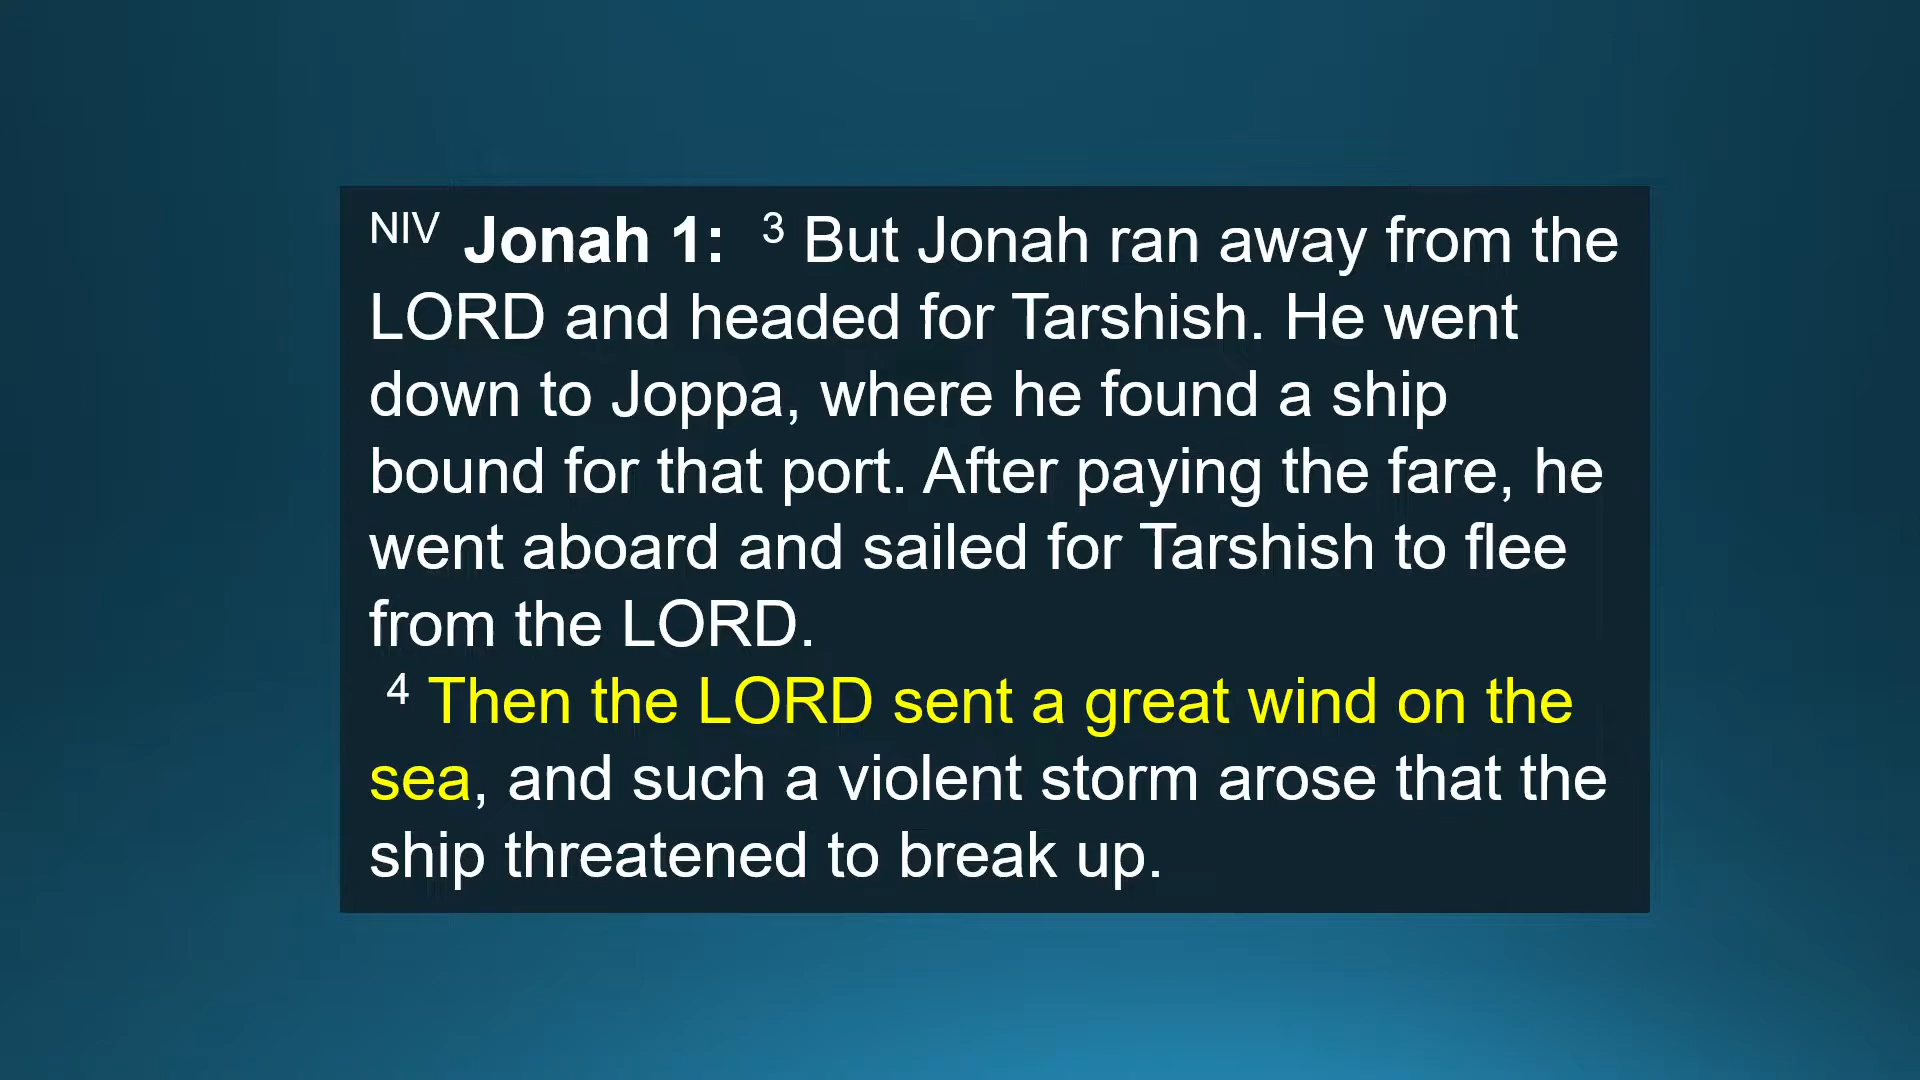 NIV Jonah 1: 3 But Jonah ran away from the
LORD and headed for Tarshish. He went
down to Joppa, where he found a ship
bound for that port. After paying the fare, he
went aboard and sailed for Tarshish to flee
from the LORD.
4 Then the LORD sent a great wind on the
sea, and such a violent storm arose that the
ship threatened to break up.